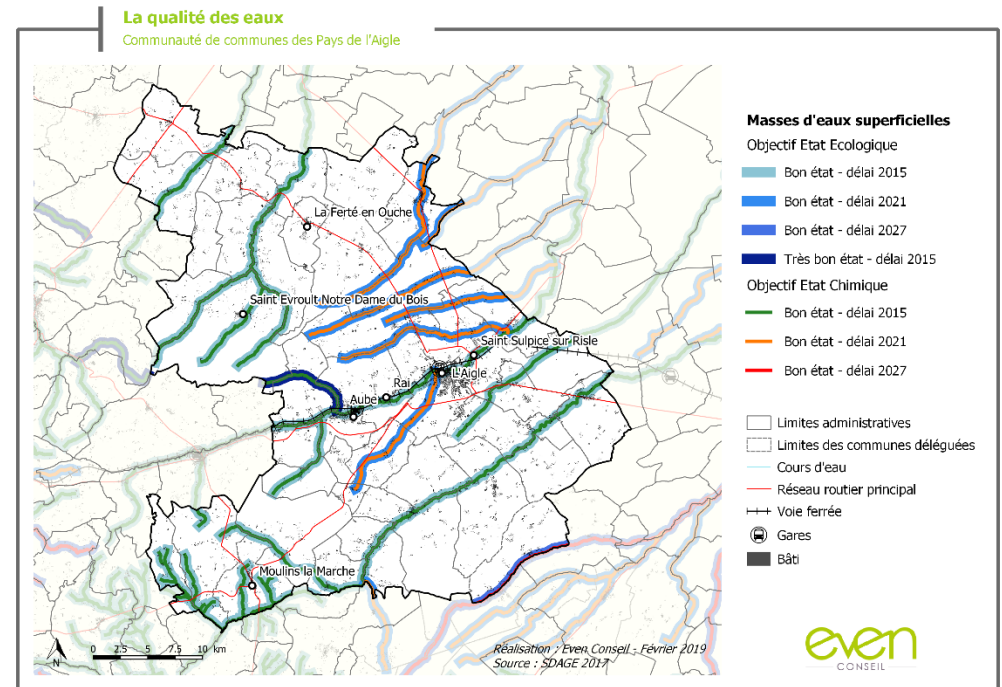 La qualité des eaux
Communauté de communes des Pays de l'Aigle
La Ferté en Ouche
Saint Evroult Notre Dame du Bois
Saint Sulpice sur Risle
L'Aigle
Rai
Aube
Moulins la Marche
N
0 2.5 5 7.5 10 km
Réalisation : Even Conseil - Février 2019
Source : SDAGE 2017
Masses d'eaux superficielles
Objectif Etat Ecologique
Bon état - délai 2015
Bon état - délai 2021
Bon état - délai 2027
Très bon état - délai 2015
Objectif Etat Chimique
Bon état - délai 2015
Bon état - délai 2021
Bon état - délai 2027
Limites administratives
Limites des communes déléguées
Cours d'eau
Réseau routier principal
Voie ferrée
Gares
Bâti
even
CONSEIL